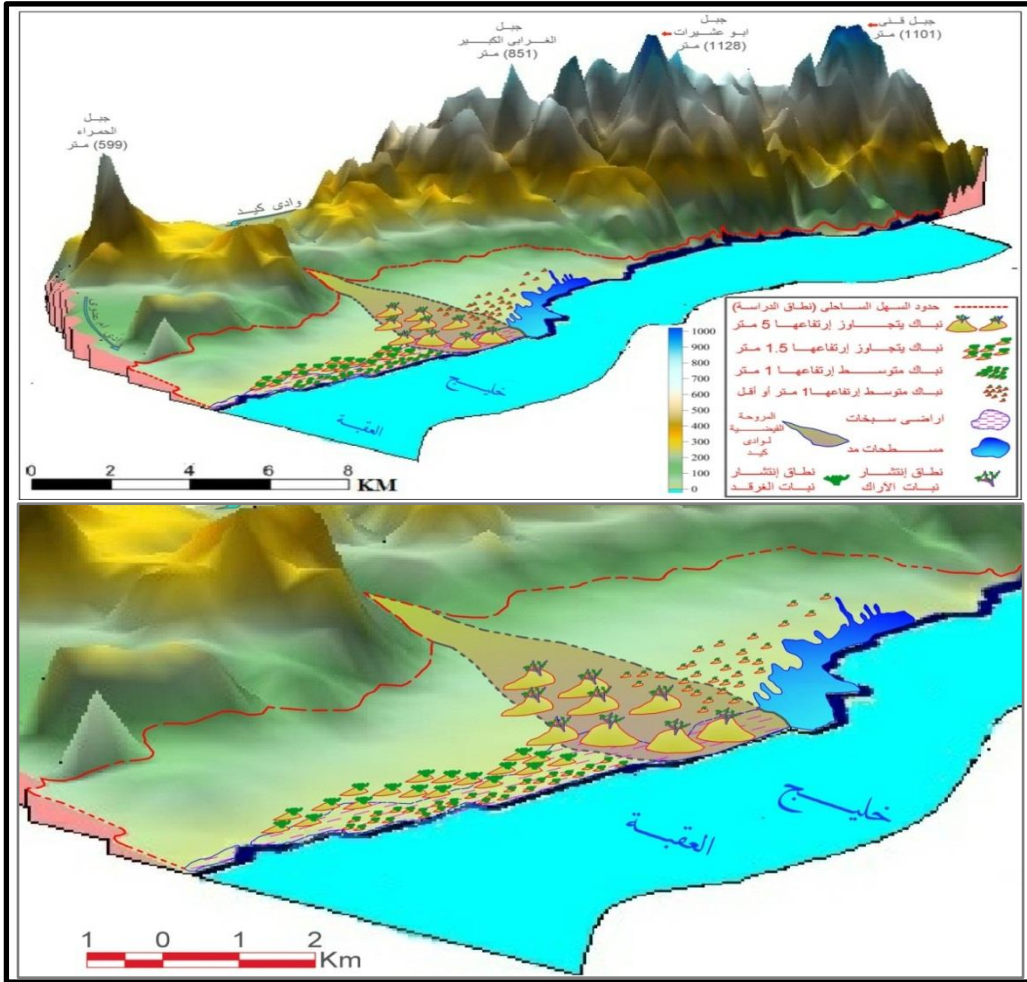 جبل
قنى
(1101) متر
جبل
ابو عشيرات
(1128) متر
جبل
الغرابى الكبير
(851) متر
جبل
الحمراء
(599) متر
وادى كيد
خليج
العقبة
1000
900
800
700
600
500
400
300
200
100
0
حدود السهل الساحلى (نطاق الدراسة)
نباك يتجاوز إرتفاعها 5 متر
نباك يتجاوز إرتفاعها 1.5 متر
نباك متوسط إرتفاعها 1 متر
نباك متوسط إرتفاعها 1 متر أو أقل
اراضى سبخات
المروحة
الفيضية
لوادى
كيد
مسطحات مد
نطاق إنتشار
نبات الآراك
نطاق إنتشار
نبات الغرقد
0 2 4 6 8 KM
خليج
العقبة
1 0 1 2
Km